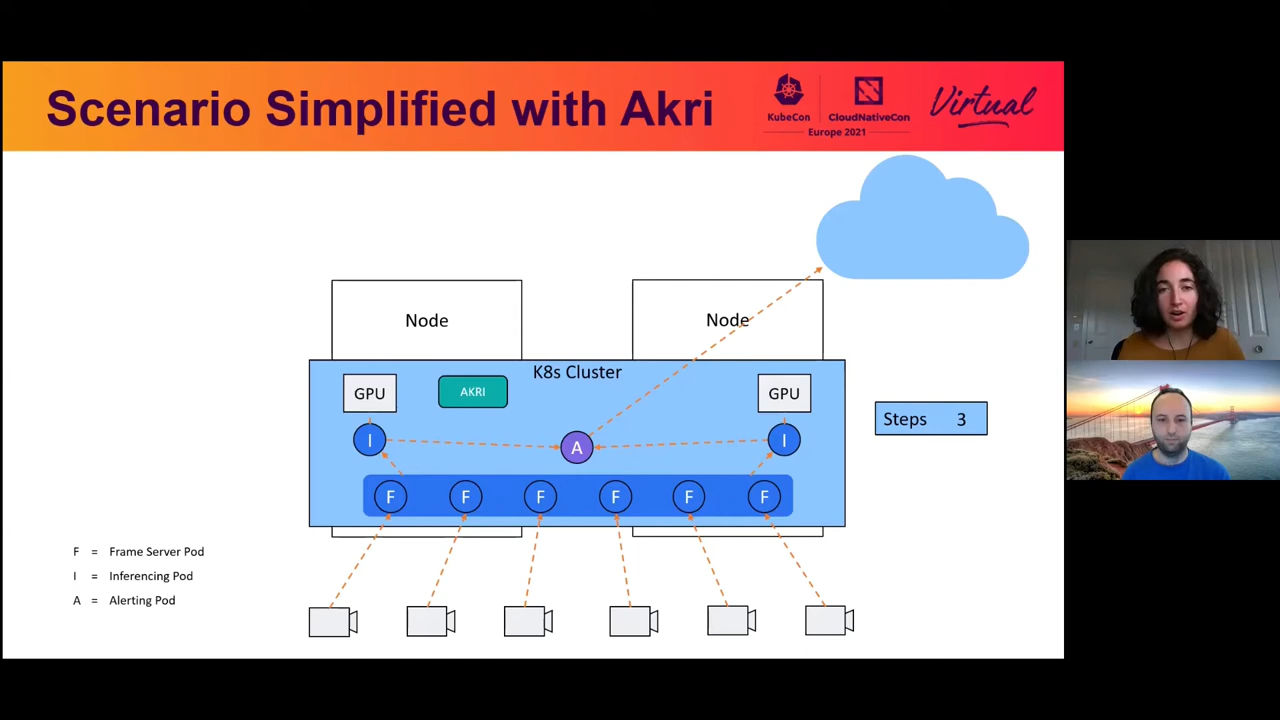 Scenario Simplified with Akri
KubeCon
CloudNativeCon
Europe 2021
Virtual
Node
Node
K8s Cluster
GPU
AKRI
GPU
Steps 3
I
A
I
F
F
F
F
F
F
F = Frame Server Pod
I = Inferencing Pod
A = Alerting Pod